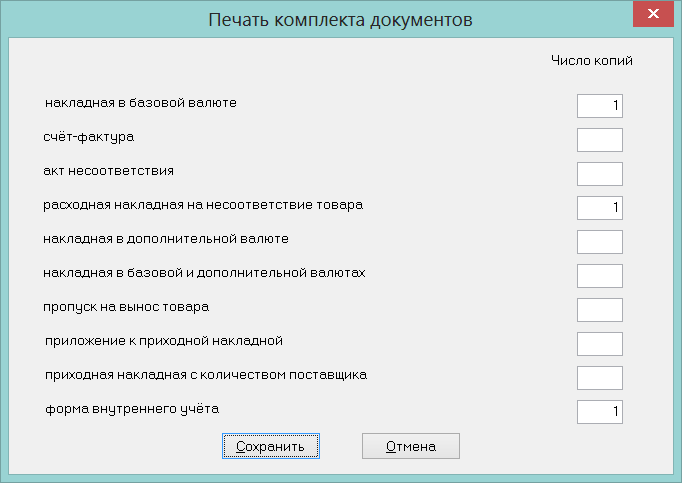 Печать комплекта документов
Число копий
накладная в базовой валюте 1
счёт-фактура
акт несоответствия
расходная накладная на несоответствие товара 1
накладная в дополнительной валюте
накладная в базовой и дополнительной валютах
пропуск на вынос товара
приложение к приходной накладной
приходная накладная с количеством поставщика
форма внутреннего учёта 1
Сохранить Отмена